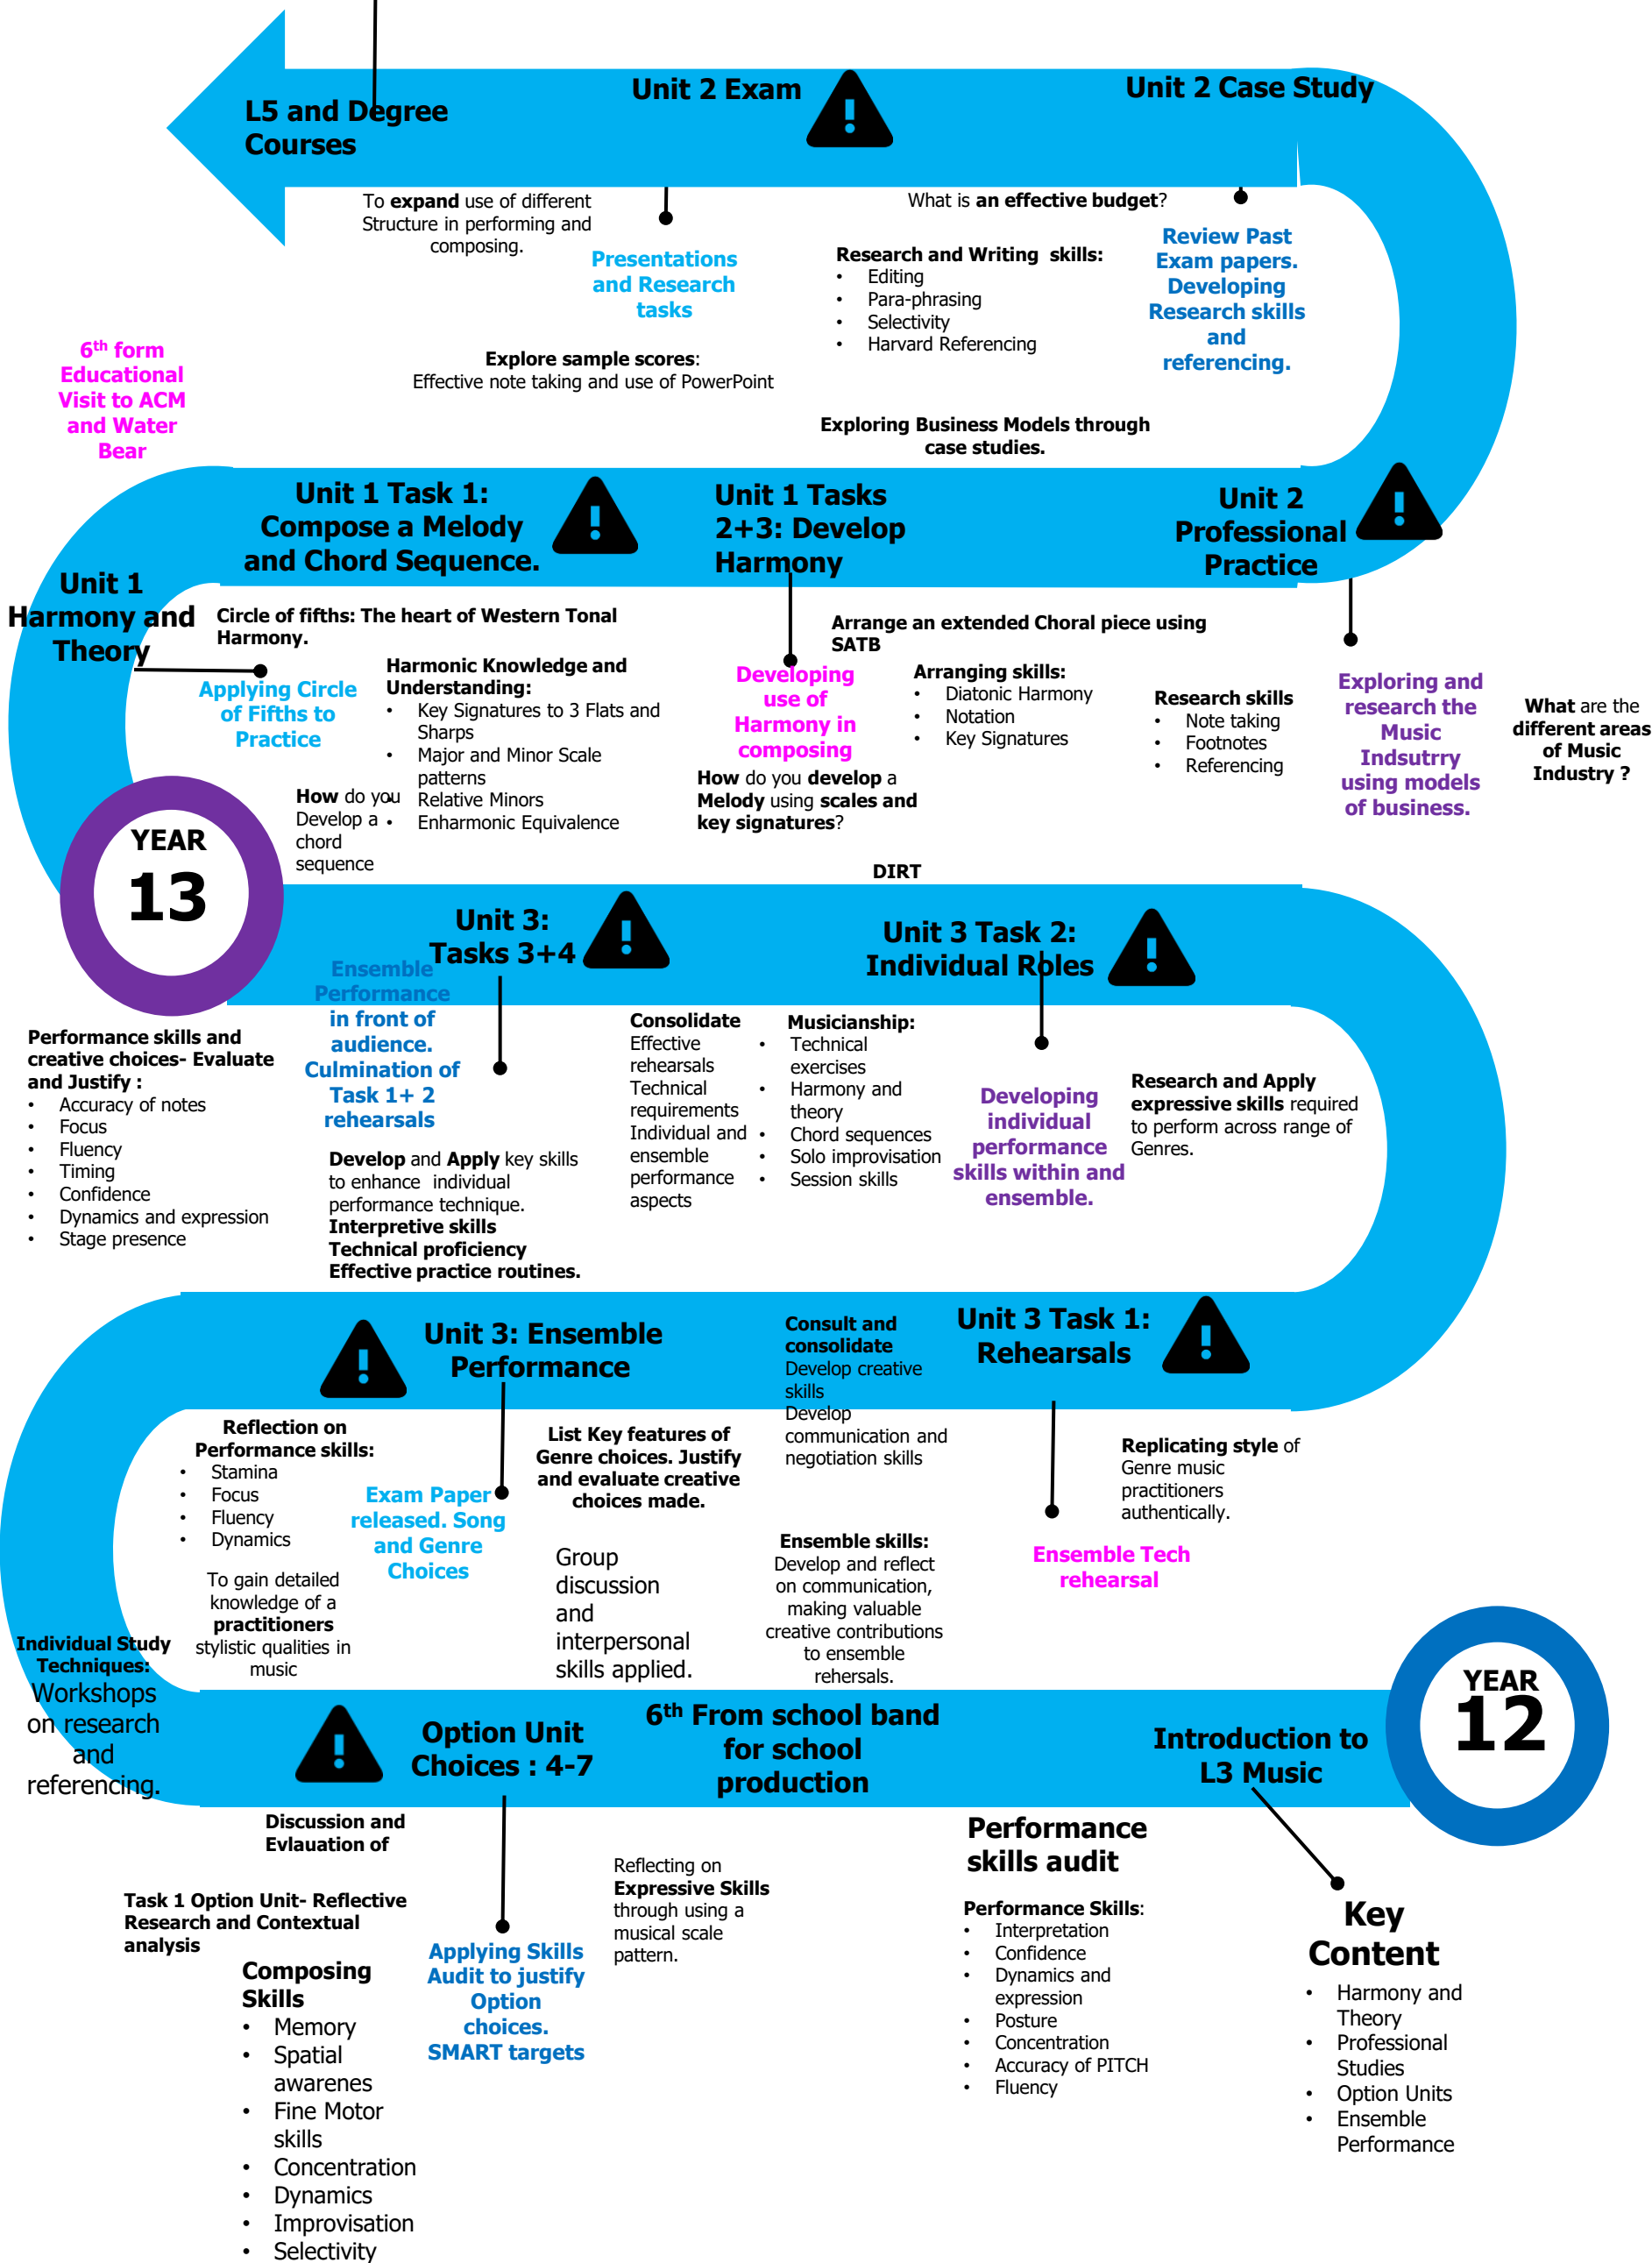 L5 and Degree
Courses
Unit 2 Exam
!
Unit 2 Case Study
To expand use of different
Structure in performing and
composing.
Presentations
and Research
tasks
What is an effective budget?
Research and Writing skills:
• Editing
• Para-phrasing
• Selectivity
• Harvard Referencing
Review Past
Exam papers.
Developing
Research skills
and
referencing.
Explore sample scores:
Effective note taking and use of PowerPoint
6th form
Educational
Visit to ACM
and Water
Bear
Exploring Business Models through
case studies.
Unit 1 Task 1:
Compose a Melody
and Chord Sequence.
!
Unit 1 Tasks
2+3: Develop
Harmony
Unit 2
Professional
Practice
!
Unit 1
Harmony and
Theory
Circle of fifths: The heart of Western Tonal
Harmony.
Applying Circle
of Fifths to
Practice
Harmonic Knowledge and
Understanding:
• Key Signatures to 3 Flats and
Sharps
• Major and Minor Scale
patterns
• Relative Minors
• Enharmonic Equivalence
How do you
Develop a
chord
sequence
Developing
use of
Harmony in
composing
How do you develop a
Melody using scales and
key signatures?
Arrange an extended Choral piece using
SATB
Arranging skills:
• Diatonic Harmony
• Notation
• Key Signatures
Research skills
• Note taking
• Footnotes
• Referencing
Exploring and
research the
Music
Indsutrry
using models
of business.
What are the
different areas
of Music
Industry ?
YEAR
13
DIRT
Unit 3:
Tasks 3+4
!
Unit 3 Task 2:
Individual Roles
!
Ensemble
Performance
in front of
audience.
Culmination of
Task 1+ 2
rehearsals
Performance skills and
creative choices- Evaluate
and Justify :
• Accuracy of notes
• Focus
• Fluency
• Timing
• Confidence
• Dynamics and expression
• Stage presence
Develop and Apply key skills
to enhance individual
performance technique.
Interpretive skills
Technical proficiency
Effective practice routines.
Consolidate
Effective
rehearsals
Technical
requirements
Individual and
ensemble
performance
aspects
Musicianship:
• Technical
exercises
• Harmony and
theory
• Chord sequences
• Solo improvisation
• Session skills
Developing
individual
performance
skills within and
ensemble.
Research and Apply
expressive skills required
to perform across range of
Genres.
!
Unit 3: Ensemble
Performance
Consult and
consolidate
Develop creative
skills
Develop
communication and
negotiation skills
Unit 3 Task 1:
Rehearsals
!
Reflection on
Performance skills:
• Stamina
• Focus
• Fluency
• Dynamics
Exam Paper
released. Song
and Genre
Choices
List Key features of
Genre choices. Justify
and evaluate creative
choices made.
Replicating style of
Genre music
practitioners
authentically.
To gain detailed
knowledge of a
practitioners
stylistic qualities in
music
Group
discussion
and
interpersonal
skills applied.
Ensemble skills:
Develop and reflect
on communication,
making valuable
creative contributions
to ensemble
rehersals.
Ensemble Tech
rehearsal
Individual Study
Techniques:
Workshops
on research
and
referencing.
!
Option Unit
Choices : 4-7
6th From school band
for school
production
Introduction to
L3 Music
YEAR
12
Discussion and
Evlauation of
Task 1 Option Unit- Reflective
Research and Contextual
analysis
Composing
Skills
• Memory
• Spatial
awarenes
• Fine Motor
skills
• Concentration
• Dynamics
• Improvisation
• Selectivity
Applying Skills
Audit to justify
Option
choices.
SMART targets
Reflecting on
Expressive Skills
through using a
musical scale
pattern.
Performance
skills audit
Performance Skills:
• Interpretation
• Confidence
• Dynamics and
expression
• Posture
• Concentration
• Accuracy of PITCH
• Fluency
Key
Content
• Harmony and
Theory
• Professional
Studies
• Option Units
• Ensemble
Performance